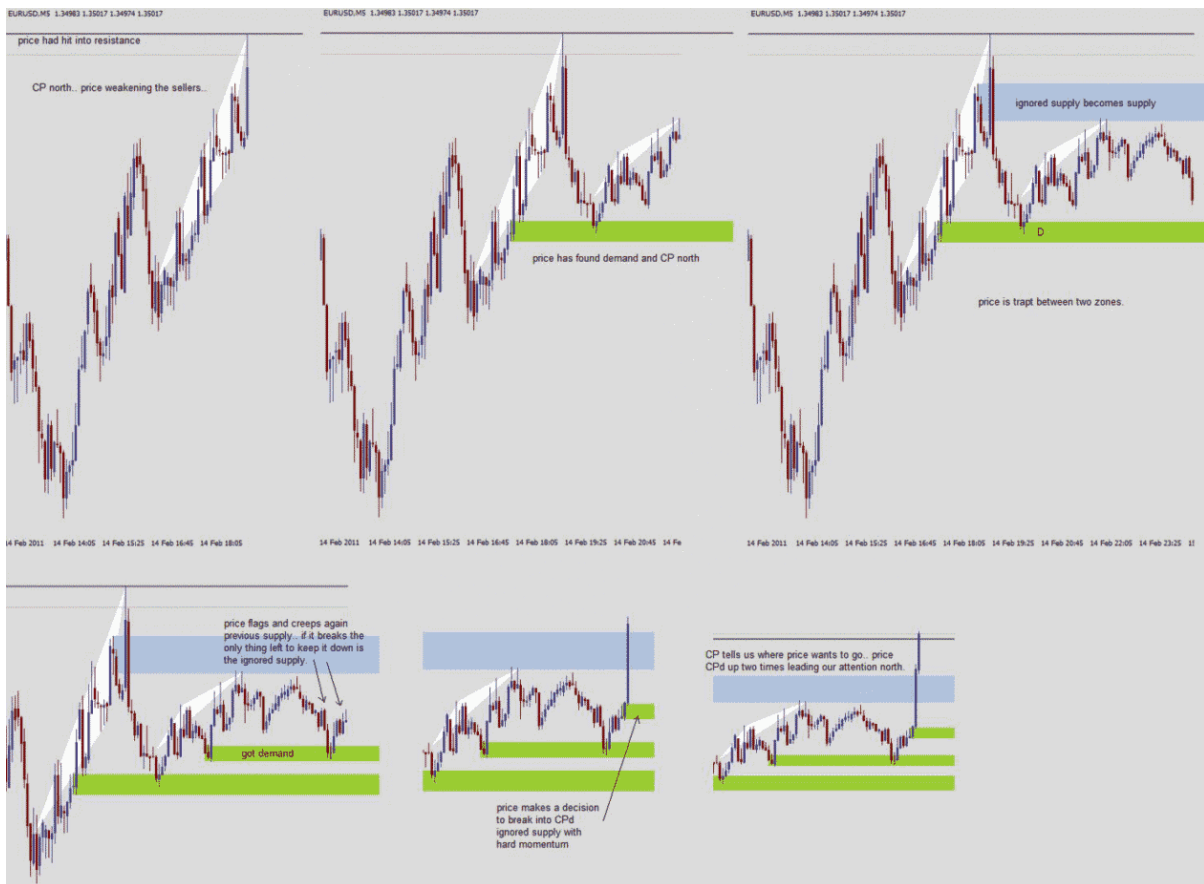 EURUSD,M5 1.34983 1.35017 1.34974 1.35017
price had hit into resistance
CP north.. price weakening the sellers..
14 Feb 2011 14 Feb 14:05 14 Feb 15:25 14 Feb 16:45 14 Feb 18:05
EURUSD,M5 1.34983 1.35017 1.34974 1.35017
price has found demand and CP north
14 Feb 2011 14 Feb 14:05 14 Feb 15:25 14 Feb 16:45 14 Feb 18:05 14 Feb 19:25 14 Feb 20:45 14 Fe
EURUSD,M5 1.34983 1.35017 1.34974 1.35017
ignored supply becomes supply
D
price is trapt between two zones.
14 Feb 2011 14 Feb 14:05 14 Feb 15:25 14 Feb 16:45 14 Feb 18:05 14 Feb 19:25 14 Feb 20:45 14 Feb 22:05 14 Feb 23:25 15
price flags and creeps again
previous supply.. if it breaks the
only thing left to keep it down is
the ignored supply.
got demand
price makes a decision
to break into CPd
ignored supply with
hard momentum
CP tells us where price wants to go.. price
CPd up two times leading our attention north.